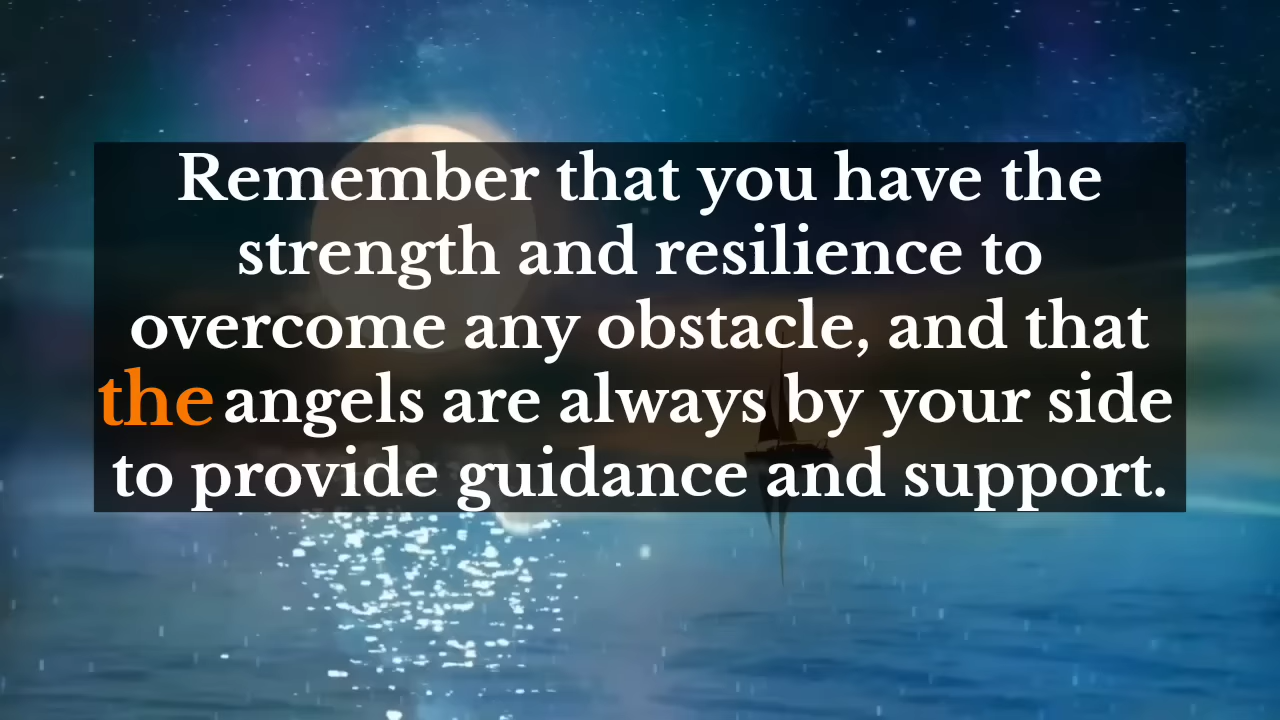 Remember that you have the
strength and resilience to
overcome any obstacle, and that
the angels are always by your side
to provide guidance and support.